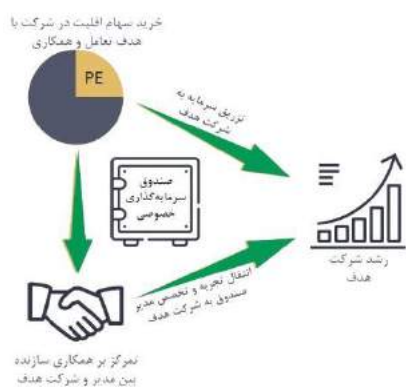 خرید سهام اقلیت در شرکت با
هدف تعامل و همکاری
PE
تزریق سرمایه به
شرکت هدف
صندوق
سرمایه‌گذاری
خصوصی
رشد شرکت
هدف
انتقال تجربه و تخصص مدیر
صندوق به شرکت هدف
تمرکز بر همکاری سازنده
بین مدیر و شرکت هدف